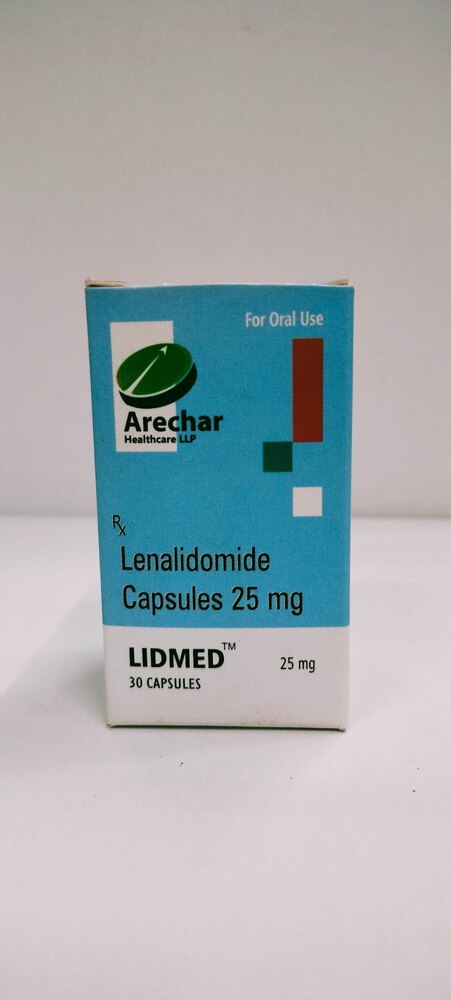 For Oral Use
Arechar
Healthcare LLP
Rx
Lenalidomide
Capsules 25 mg
LIDMED™
25 mg
30 CAPSULES